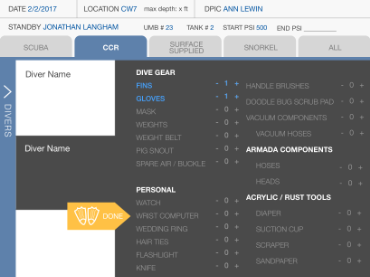 DATE 2/2/2017 LOCATION CW7 max depth: x ft DPIC ANN LEWIN
STANDBY JONATHAN LANGHAM UMB # 23 TANK # 2 START PSI 500 END PSI ________
SCUBA CCR SURFACE SUPPLIED SNORKEL ALL
DIVERS
Diver Name
Diver Name
DONE
DIVE GEAR
FINS - 1 +
GLOVES - 1 +
MASK - 0 +
WEIGHTS - 0 +
WEIGHT BELT - 0 +
PIG SNOUT - 0 +
SPARE AIR / BUCKLE - 0 +
PERSONAL
WATCH - 0 +
WRIST COMPUTER - 0 +
WEDDING RING - 0 +
HAIR TIES - 0 +
FLASHLIGHT - 0 +
KNIFE - 0 +
HANDLE BRUSHES - 0 +
DOODLE BUG SCRUB PAD - 0 +
VACUUM COMPONENTS - 0 +
VACUUM HOSES - 0 +
ARMADA COMPONENTS
HOSES - 0 +
HEADS - 0 +
ACRYLIC / RUST TOOLS
DIAPER - 0 +
SUCTION CUP - 0 +
SCRAPER - 0 +
SANDPAPER - 0 +